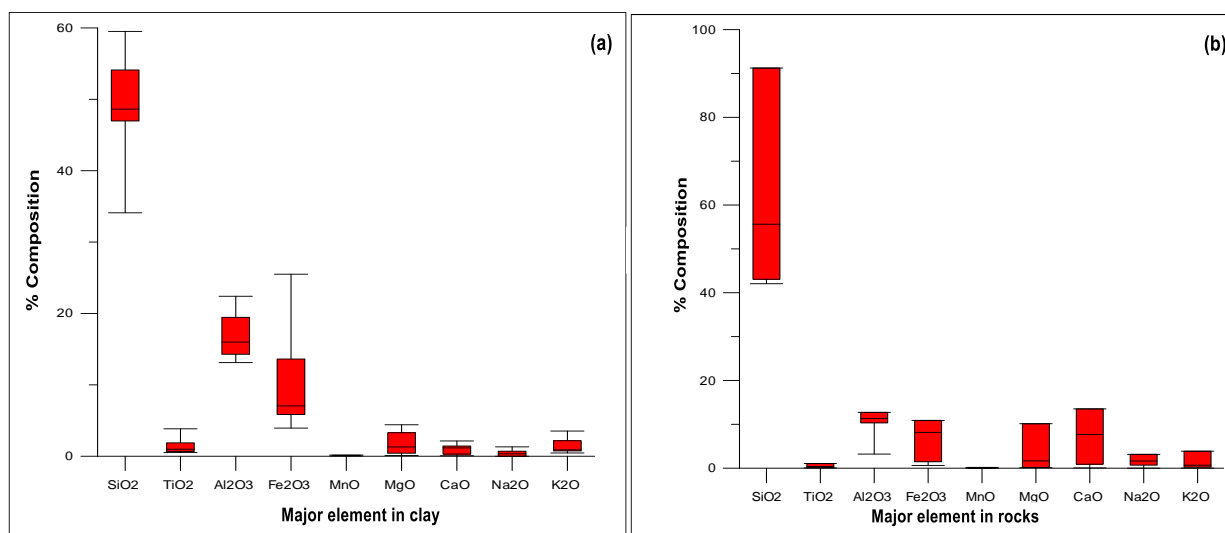 (a)
% Composition
60
40
20
0
SiO2 TiO2 Al2O3 Fe2O3 MnO MgO CaO Na2O K2O
Major element in clay
(b)
% Composition
100
80
60
40
20
0
SiO2 TiO2 Al2O3 Fe2O3 MnO MgO CaO Na2O K2O
Major element in rocks